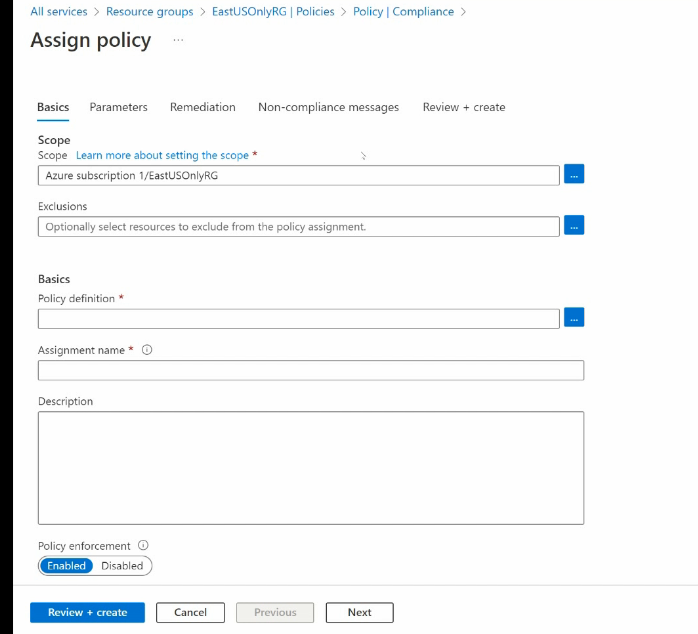 All services > Resource groups > EastUSOnlyRG | Policies > Policy | Compliance >
Assign policy ...
Basics Parameters Remediation Non-compliance messages Review + create
Scope
Scope Learn more about setting the scope *
Azure subscription 1/EastUSOnlyRG ...
Exclusions
Optionally select resources to exclude from the policy assignment. ...
Basics
Policy definition *
...
Assignment name *
Description
Policy enforcement
Enabled Disabled
Review + create Cancel Previous Next